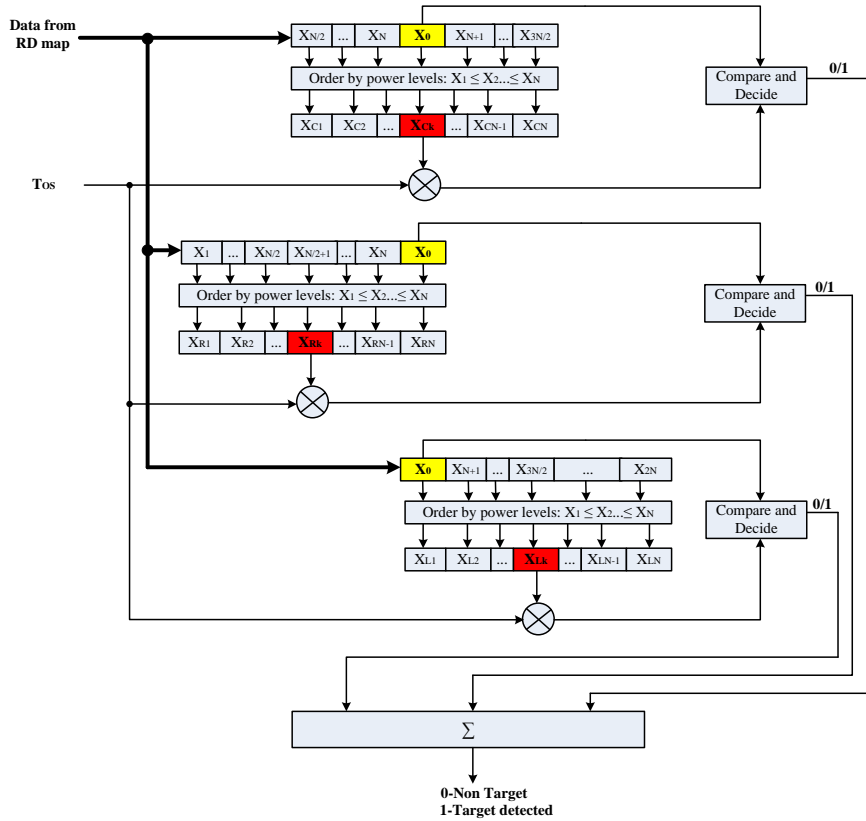 Data from
RD map
XN/2 ... XN X0 XN+1 ... X3N/2
Order by power levels: X1 ≤ X2...≤ XN
XC1 XC2 ... XCk ... XCN-1 XCN
Compare and
Decide
0/1
TOS
X1 ... XN/2 XN/2+1 ... XN X0
Order by power levels: X1 ≤ X2...≤ XN
XR1 XR2 ... XRk ... XRN-1 XRN
Compare and
Decide
0/1
X0 XN+1 ... X3N/2 ... X2N
Order by power levels: X1 ≤ X2...≤ XN
XL1 XL2 ... XLk ... XLN-1 XLN
Compare and
Decide
0/1
Σ
0-Non Target
1-Target detected